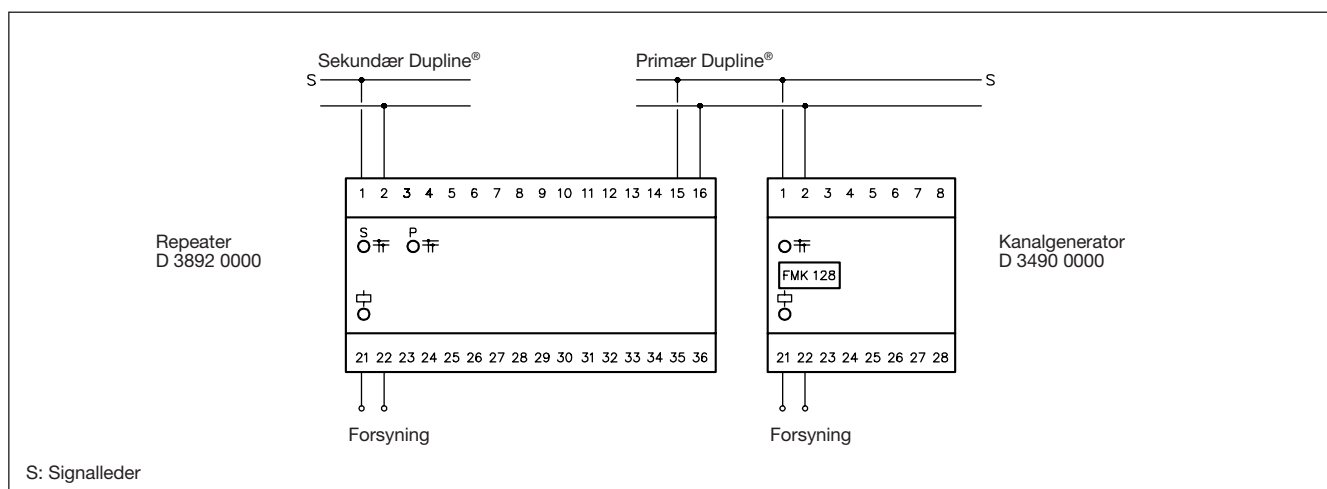 Sekundær Dupline® Primær Dupline®
S S
1 2 3 4 5 6 7 8 9 10 11 12 13 14 15 16 1 2 3 4 5 6 7 8
S P
Repeater
D 3892 0000
Kanalgenerator
D 3490 0000
FMK 128
21 22 23 24 25 26 27 28 29 30 31 32 33 34 35 36 21 22 23 24 25 26 27 28
Forsyning Forsyning
S: Signalleder